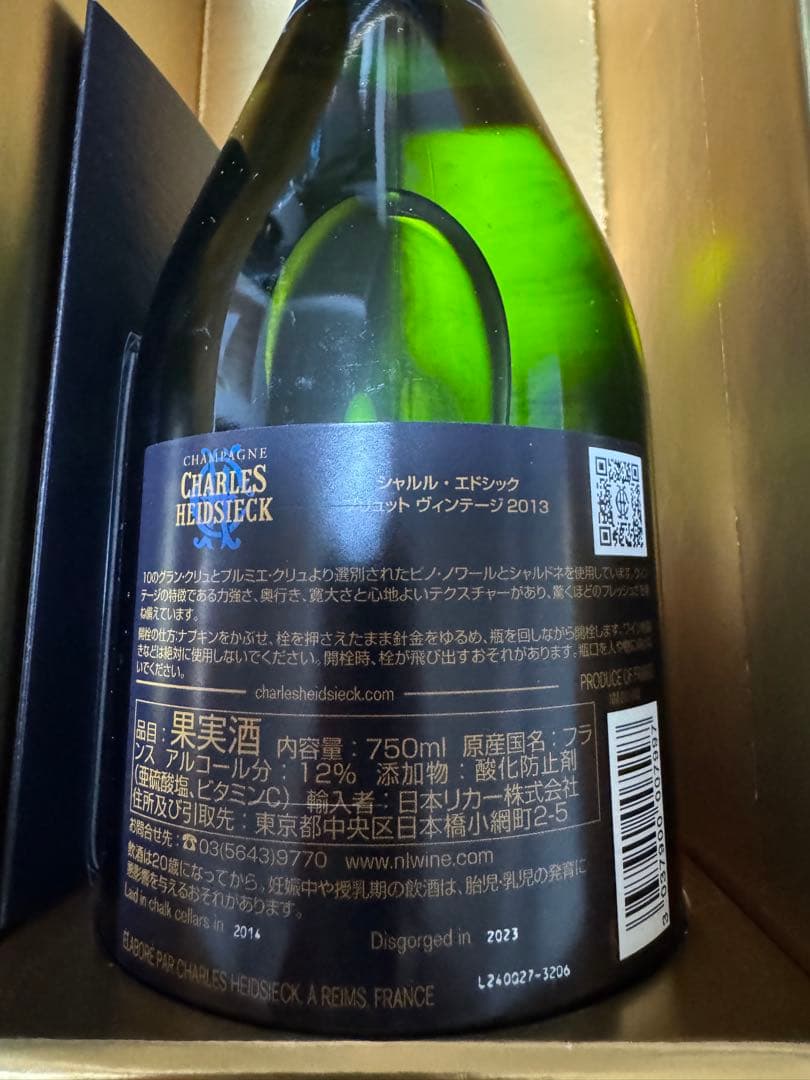 CHAMPAGNE
CHARLES
HEIDSIECK
シャルル・エドシック
ブリュット ヴィンテージ 2013
10のグラン・クリュとプルミエ・クリュより選別されたピノ・ノワールとシャルドネを使用しています。ヴィン
テージの特徴である力強さ、奥行き、寛大さと心地よいテクスチャーがあり、驚くほどのフレッシュさを
ね備えています。
開栓の仕方:ナプキンをかぶせ、栓を押さえたまま針金をゆるめ、瓶を回しながら開栓します。ワイン
きなどは絶対に使用しないでください。開栓時、栓が飛び出すおそれがあります。瓶口を人や
いでください。
charlesheidsieck.com
PRODUCE OF FRANCE
品目:果実酒 内容量:750ml 原産国名:フラ
ンス アルコール分:12% 添加物:酸化防止剤
(亜硫酸塩、ビタミンC) 輸入者:日本リカー株式会社
住所及び引取先:東京都中央区日本橋小網町2-5
お問合せ先:☎03(5643)9770 www.nlwine.com
飲酒は20歳になってから。妊娠中や授乳期の飲酒は、胎児・乳児の発育に
悪影響を与えるおそれがあります。
Laid in chalk cellars in 2014
Disgorged in 2023
L240027-3206
ÉLABORÉ PAR CHARLES HEIDSIECK, À REIMS, FRANCE
3 037900 007997